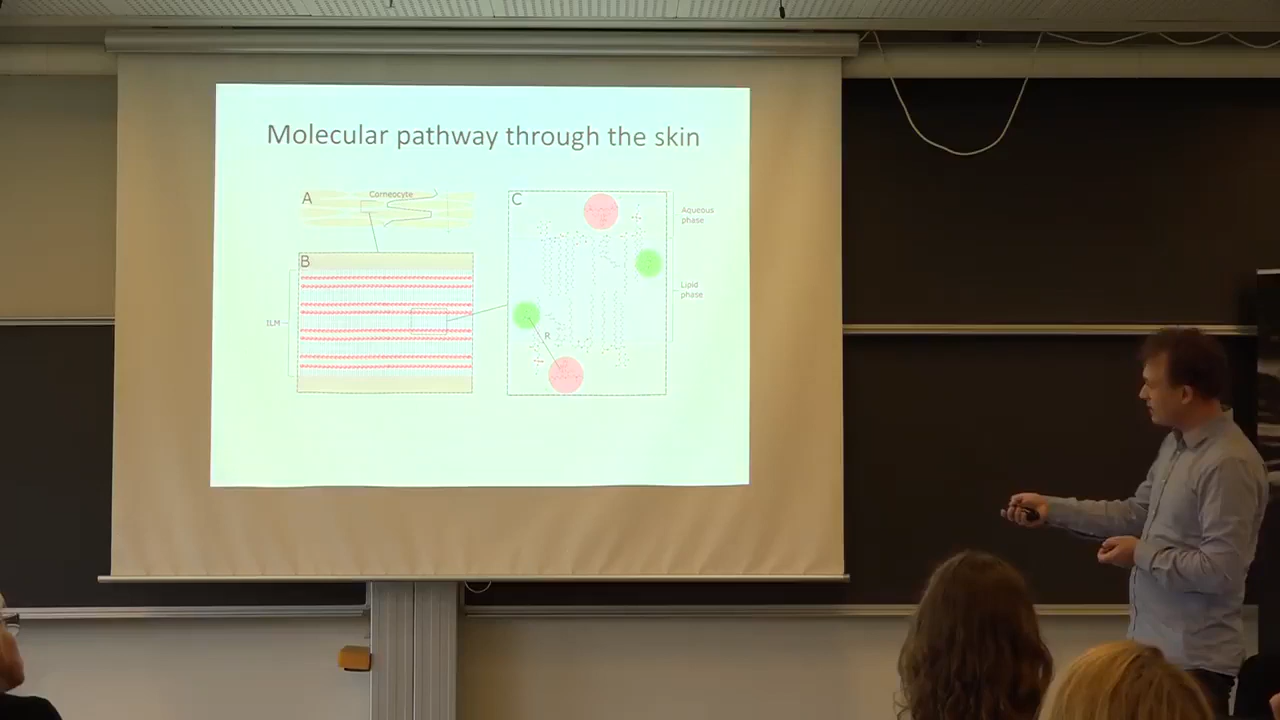 Molecular pathway through the skin
A
Corneocyte
B
ILM
C
R
Aqueous
phase
Lipid
phase